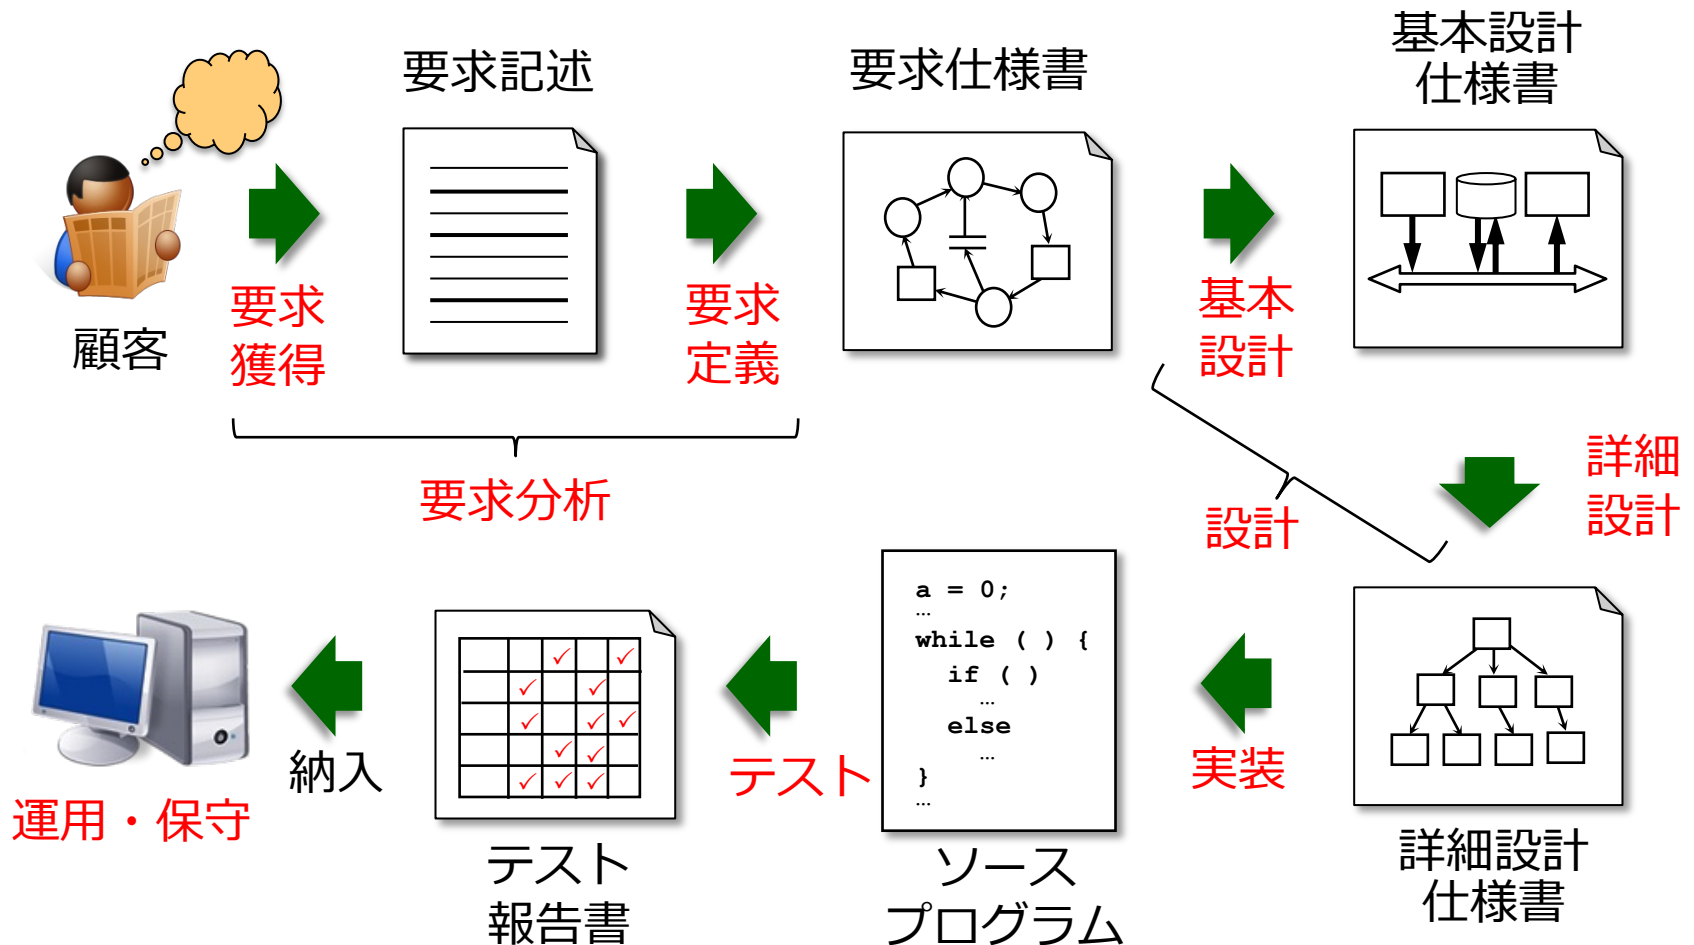 要求記述
要求仕様書
基本設計
仕様書
顧客
要求
獲得
要求
定義
基本
設計
要求分析
設計
詳細
設計
a = 0;
…
while ( ) {
if ( )
…
else
…
}
…
運用・保守
納入
テスト
実装
テスト
報告書
ソース
プログラム
詳細設計
仕様書